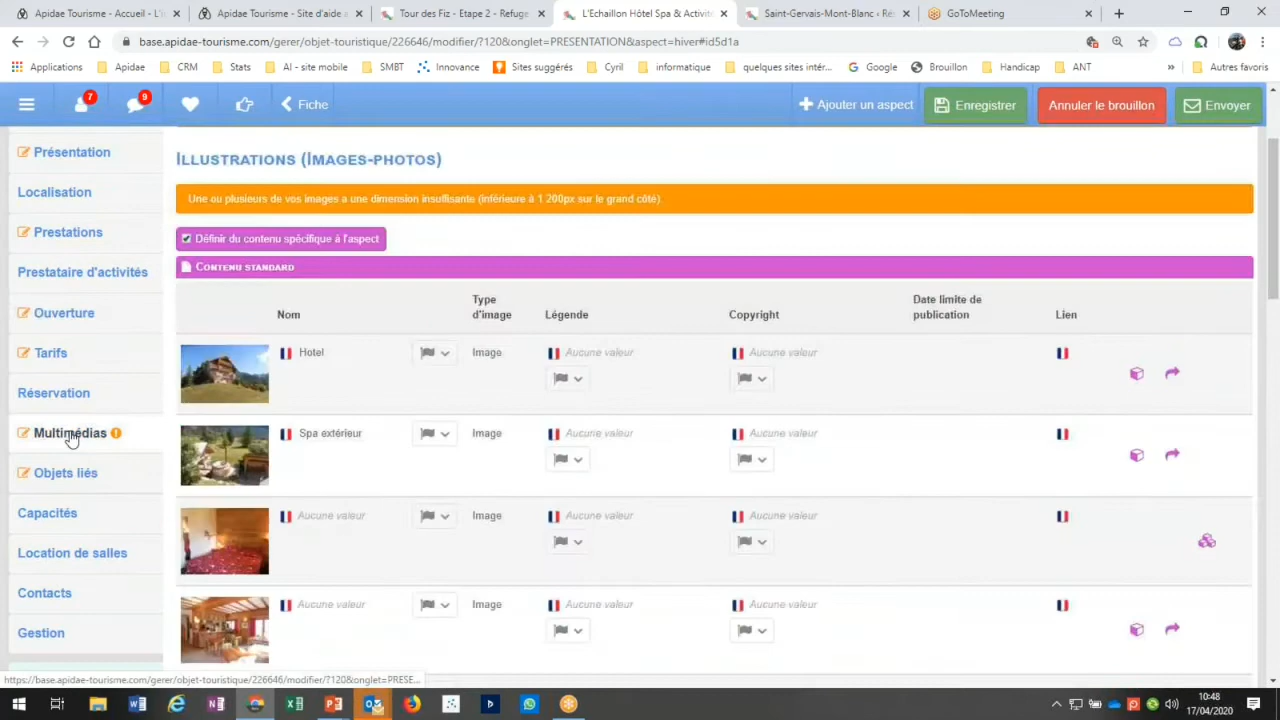 Apidae Tourisme - Accueil - L'i
Apidae Tourisme - Site d'aide a
Tour des Fiz - Etape 2 - Refuge
L'Echaillon Hôtel Spa & Activité
Saint-Gervais-Mont-Blanc • Rés
GoToMeeting
base.apidae-tourisme.com/gerer/objet-touristique/226646/modifier/?120&onglet=PRESENTATION&aspect=hiver#id5d1a
Applications
Apidae
CRM
Stats
AI - site mobile
SMBT
Innovance
Sites suggérés
Cyril
informatique
quelques sites intér...
Google
Brouillon
Handicap
ANT
»
Autres favoris
7
9
Fiche
Ajouter un aspect
Enregistrer
Annuler le brouillon
Envoyer
Présentation
Localisation
Prestations
Prestataire d'activités
Ouverture
Tarifs
Réservation
Multimédias
Objets liés
Capacités
Location de salles
Contacts
Gestion
ILLUSTRATIONS (IMAGES-PHOTOS)
Une ou plusieurs de vos images a une dimension insuffisante (inférieure à 1 200px sur le grand côté).
Définir du contenu spécifique à l'aspect
CONTENU STANDARD
Nom
Type
d'image
Légende
Copyright
Date limite de
publication
Lien
Hotel
Image
Aucune valeur
Aucune valeur
Spa extérieur
Image
Aucune valeur
Aucune valeur
Aucune valeur
Image
Aucune valeur
Aucune valeur
Aucune valeur
Image
Aucune valeur
Aucune valeur
https://base.apidae-tourisme.com/gerer/objet-touristique/226646/modifier/?120&onglet=PRESE...
10:48
17/04/2020